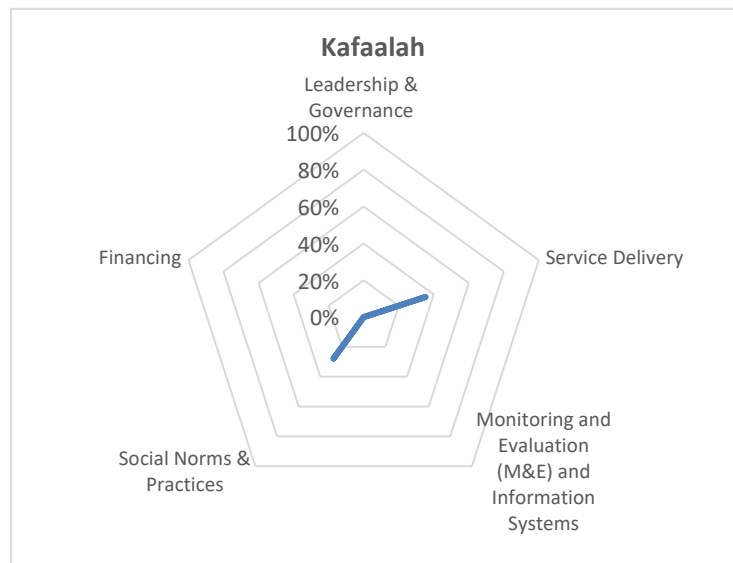 Kafaalah
Leadership &
Governance
100%
80%
60%
40%
20%
0%
Service Delivery
Monitoring and
Evaluation
(M&E) and
Information
Systems
Social Norms &
Practices
Financing